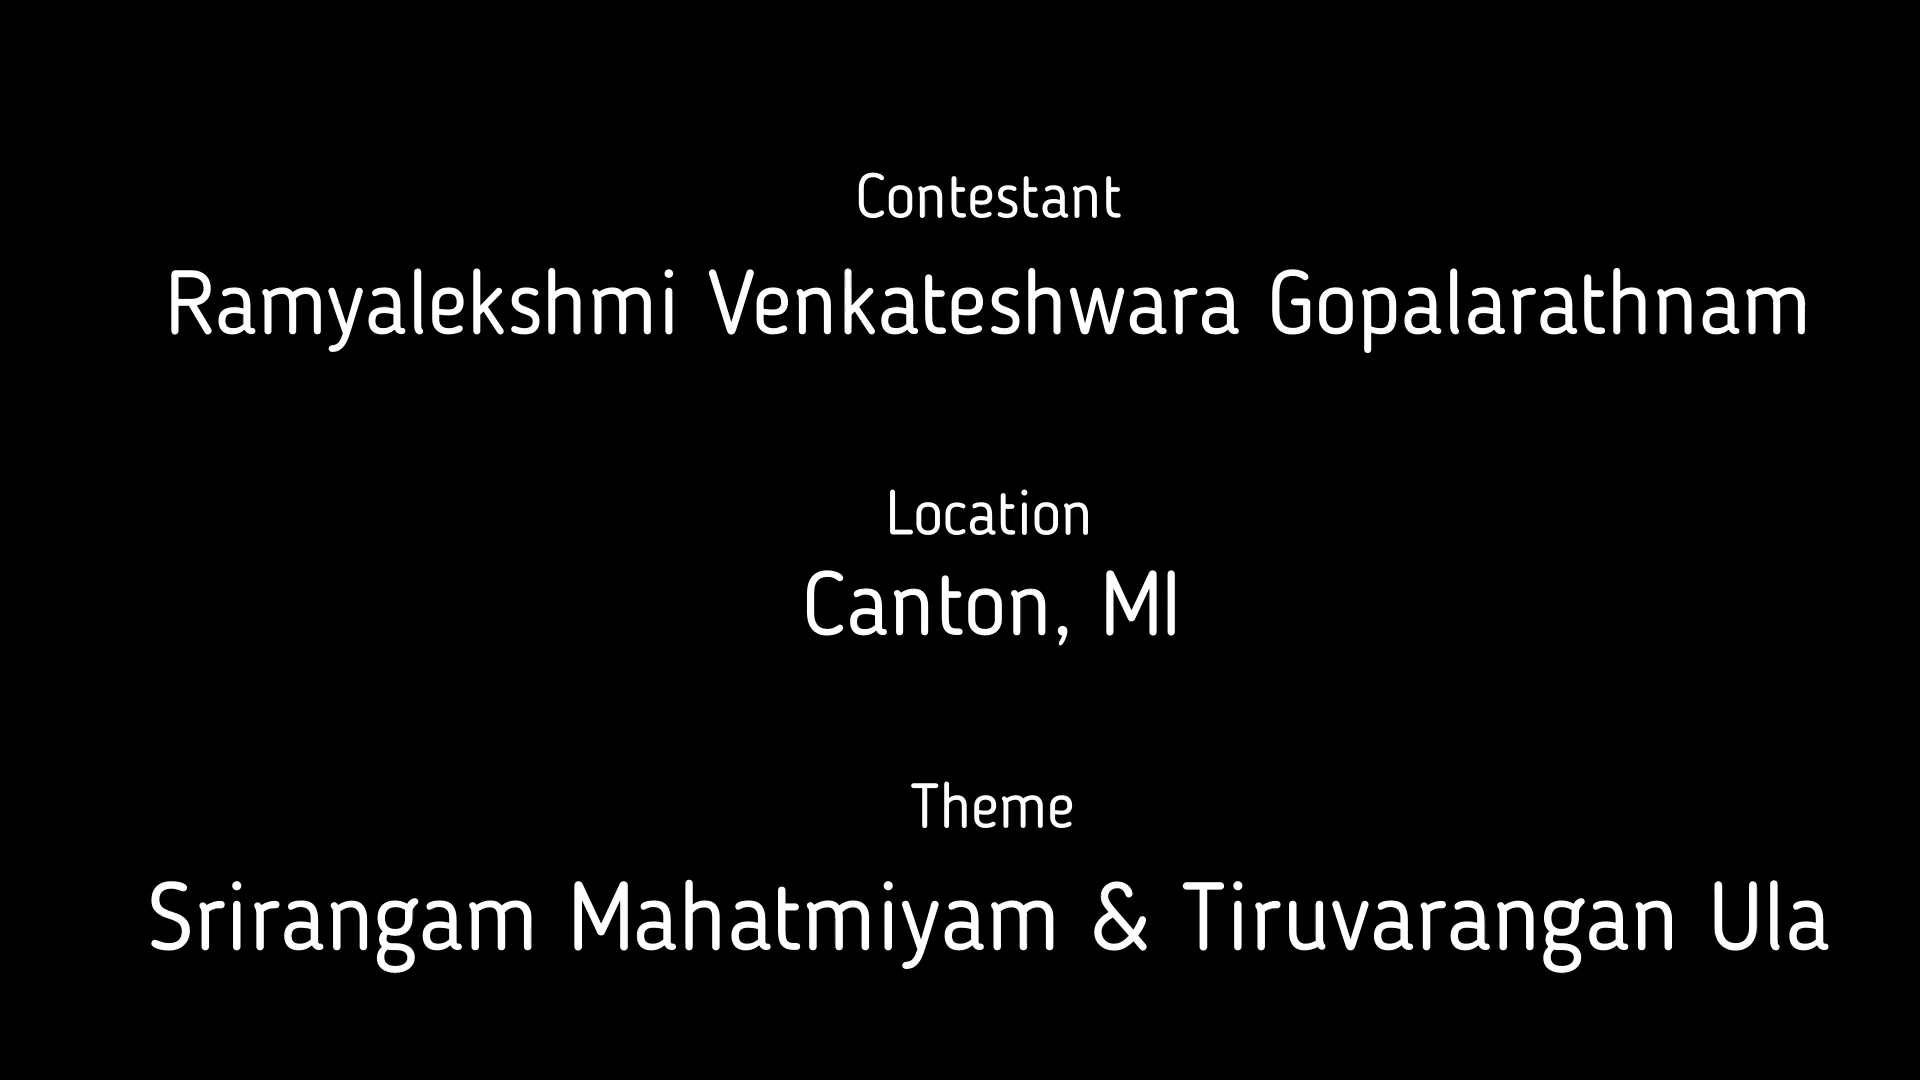 Contestant
Ramyalekshmi Venkateshwara Gopalarathnam
Location
Canton, MI
Theme
Srirangam Mahatmiyam & Tiruvarangan Ula